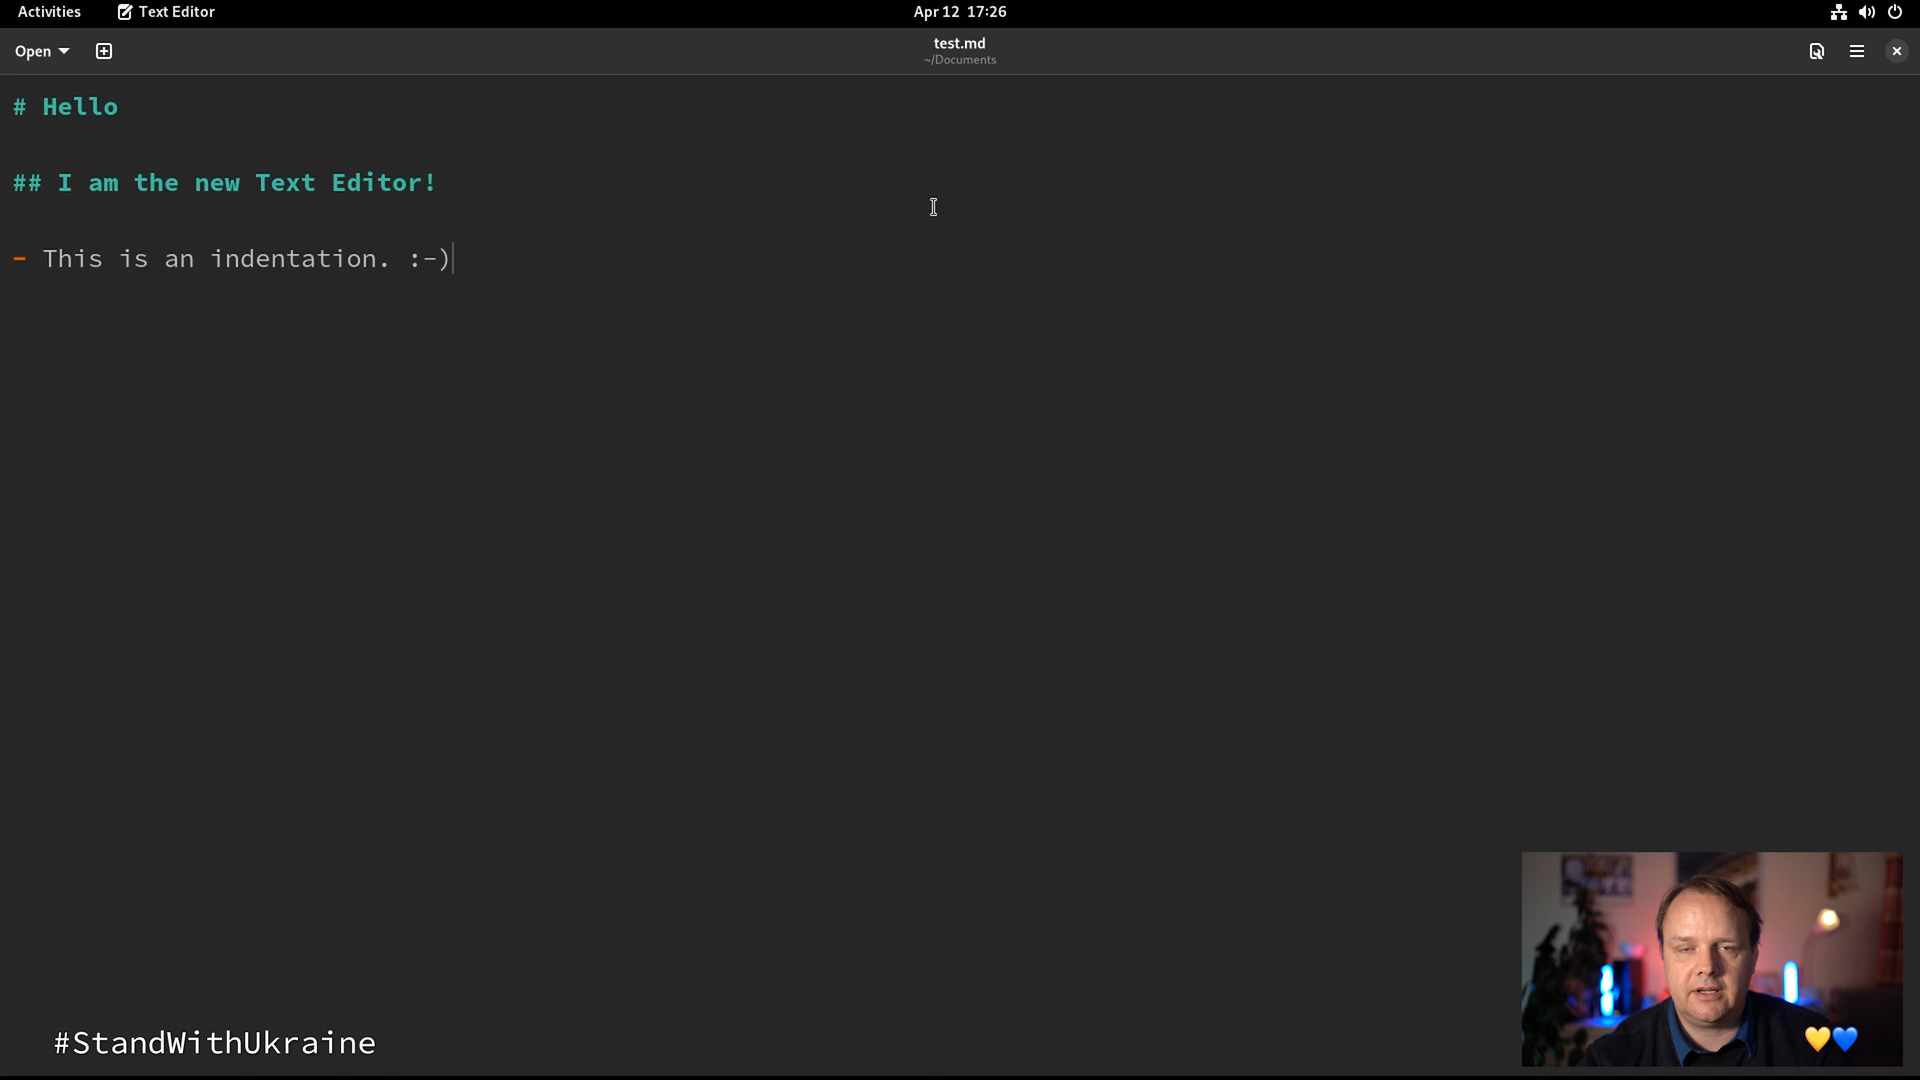 Activities Text Editor Apr 12 17:26
Open test.md
~/Documents
# Hello
## I am the new Text Editor!
- This is an indentation. :-)
#StandWithUkraine